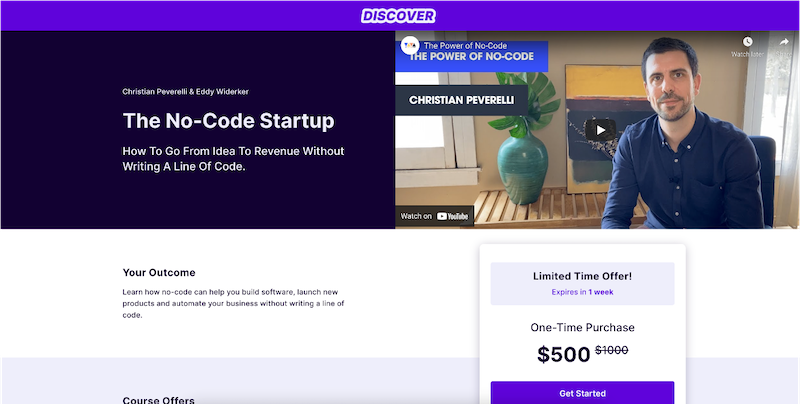 DISCOVER
Christian Peverelli & Eddy Widerker
The No-Code Startup
How To Go From Idea To Revenue Without
Writing A Line Of Code.
The Power of No-Code
THE POWER OF NO-CODE
CHRISTIAN PEVERELLI
Watch later
Watch on YouTube
Your Outcome
Learn how no-code can help you build software, launch new
products and automate your business without writing a line of
code.
Limited Time Offer!
Expires in 1 week
One-Time Purchase
$500 $1000
Get Started
Course Offers